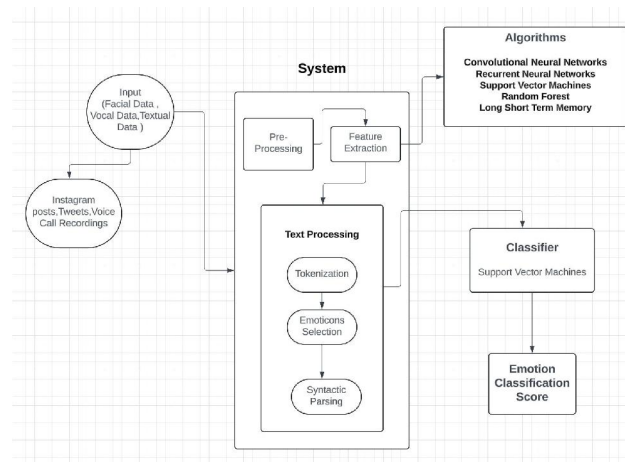 Algorithms
Convolutional Neural Networks
Recurrent Neural Networks
Support Vector Machines
Random Forest
Long Short Term Memory
System
Input
(Facial Data ,
Vocal Data,Textual
Data )
Pre-
Processing
Feature
Extraction
Instagram
posts,Tweets,Voice
Call Recordings
Text Processing
Tokenization
Emoticons
Selection
Syntactic
Parsing
Classifier
Support Vector Machines
Emotion
Classification
Score